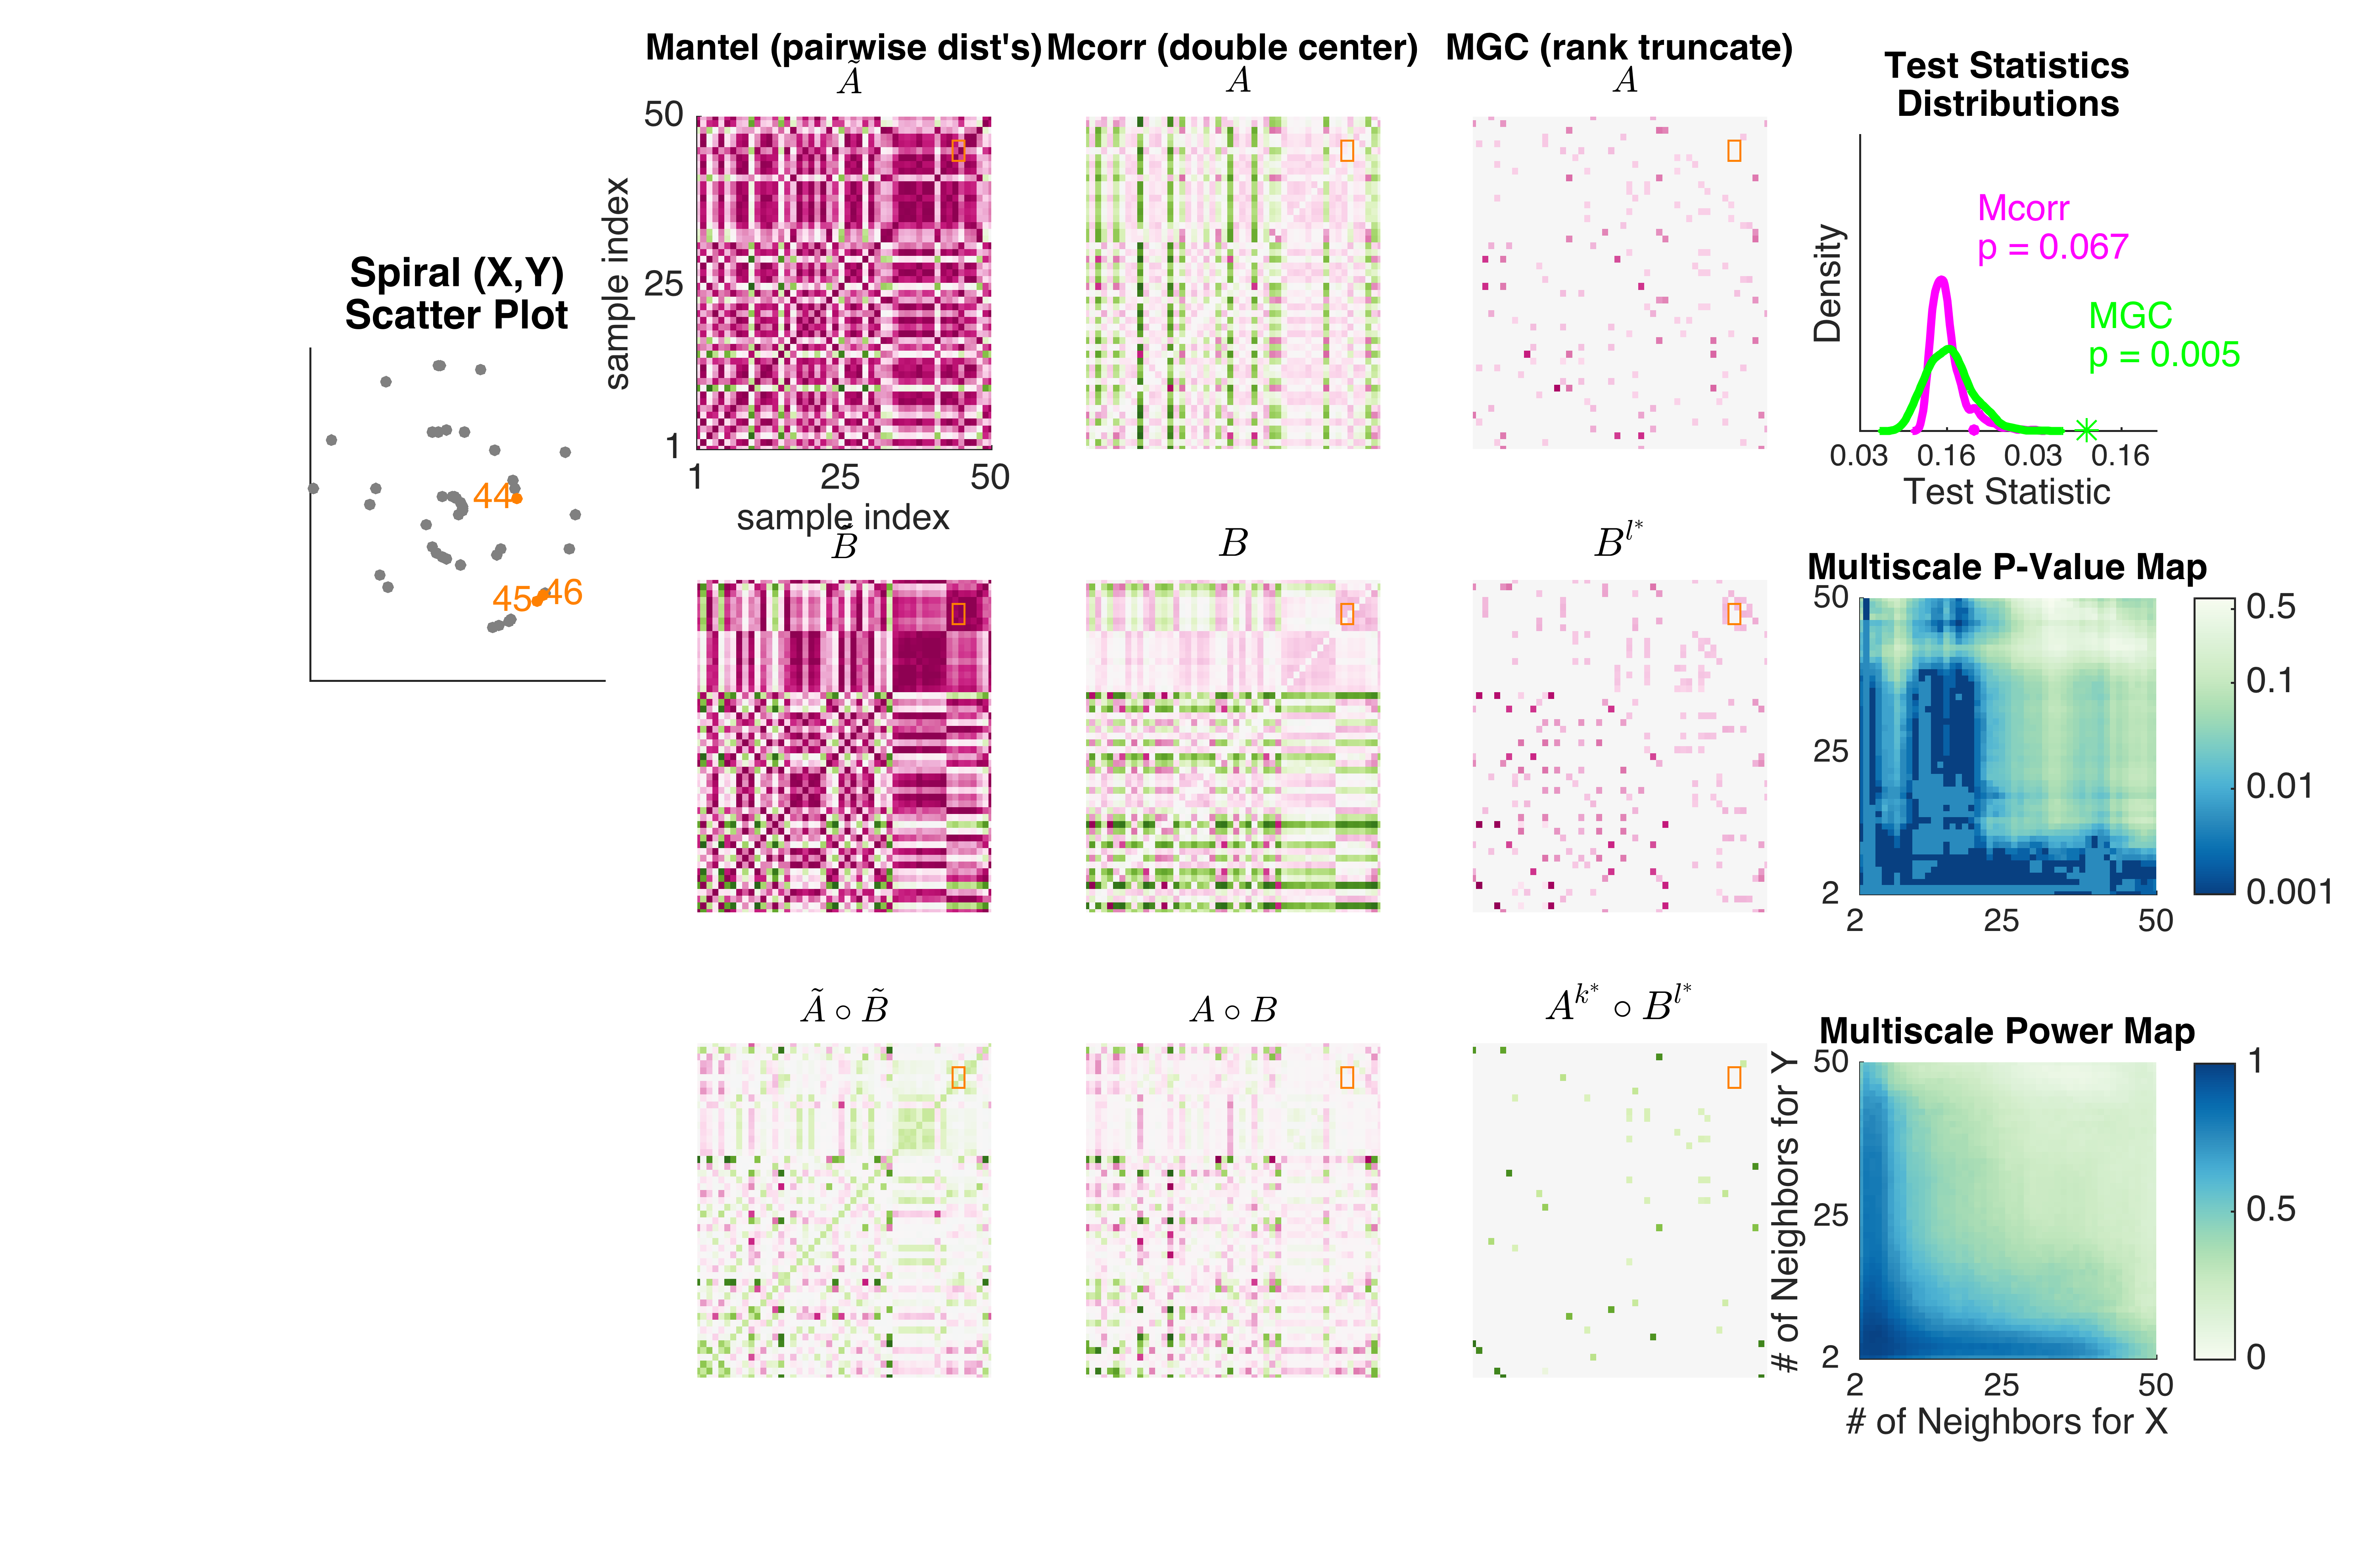 Spiral (X,Y)
Scatter Plot
44
45
46
Mantel (pairwise dist's)
Ã
50
25
1
1
25
50
sample index
sample index
Mcorr (double center)
A
MGC (rank truncate)
A
Test Statistics
Distributions
Density
Mcorr
p = 0.067
MGC
p = 0.005
0.03
0.16
0.03
0.16
Test Statistic
B̃
B
B^{l*}
Multiscale P-Value Map
50
25
2
2
25
50
0.5
0.1
0.01
0.001
Ã ∘ B̃
A ∘ B
A^{k*} ∘ B^{l*}
Multiscale Power Map
# of Neighbors for Y
50
25
2
2
25
50
# of Neighbors for X
1
0.5
0